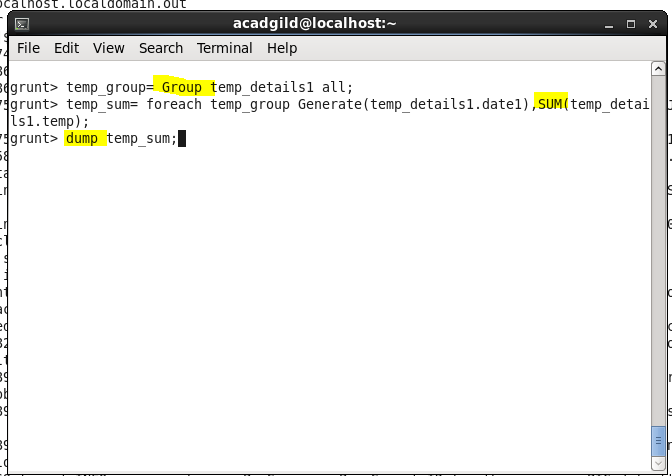 ocalhost.localdomain.out
acadgild@localhost:~
File Edit View Search Terminal Help
grunt> temp_group= Group temp_details1 all;
grunt> temp_sum= foreach temp_group Generate(temp_details1.date1),SUM(temp_detai
ls1.temp);
grunt> dump temp_sum;